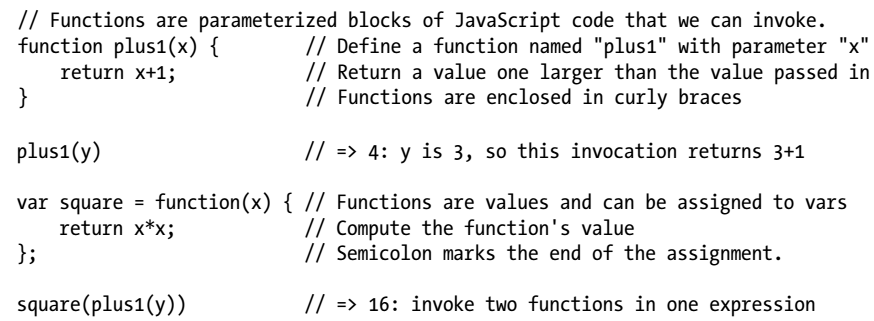 // Functions are parameterized blocks of JavaScript code that we can invoke.
function plus1(x) {          // Define a function named "plus1" with parameter "x"
    return x+1;              // Return a value one larger than the value passed in
}                            // Functions are enclosed in curly braces

plus1(y)                     // => 4: y is 3, so this invocation returns 3+1

var square = function(x) { // Functions are values and can be assigned to vars
    return x*x;              // Compute the function's value
};                           // Semicolon marks the end of the assignment.

square(plus1(y))             // => 16: invoke two functions in one expression